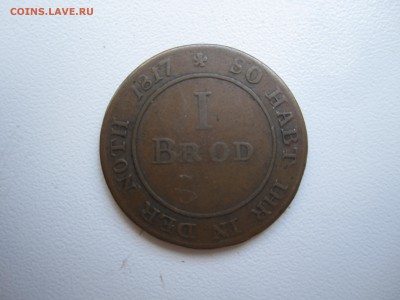 COINS.LAVE.RU
1817 * SO HABT IHR IN DER NOTH
I
BROD